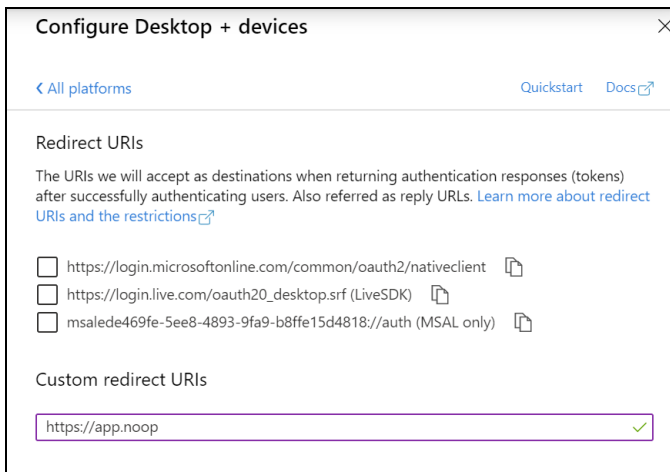 Configure Desktop + devices
All platforms
Quickstart
Docs
Redirect URIs
The URIs we will accept as destinations when returning authentication responses (tokens)
after successfully authenticating users. Also referred as reply URLs. Learn more about redirect
URIs and the restrictions
https://login.microsoftonline.com/common/oauth2/nativeclient
https://login.live.com/oauth20_desktop.srf (LiveSDK)
msalede469fe-5ee8-4893-9fa9-b8ffe15d4818://auth (MSAL only)
Custom redirect URIs
https://app.noop